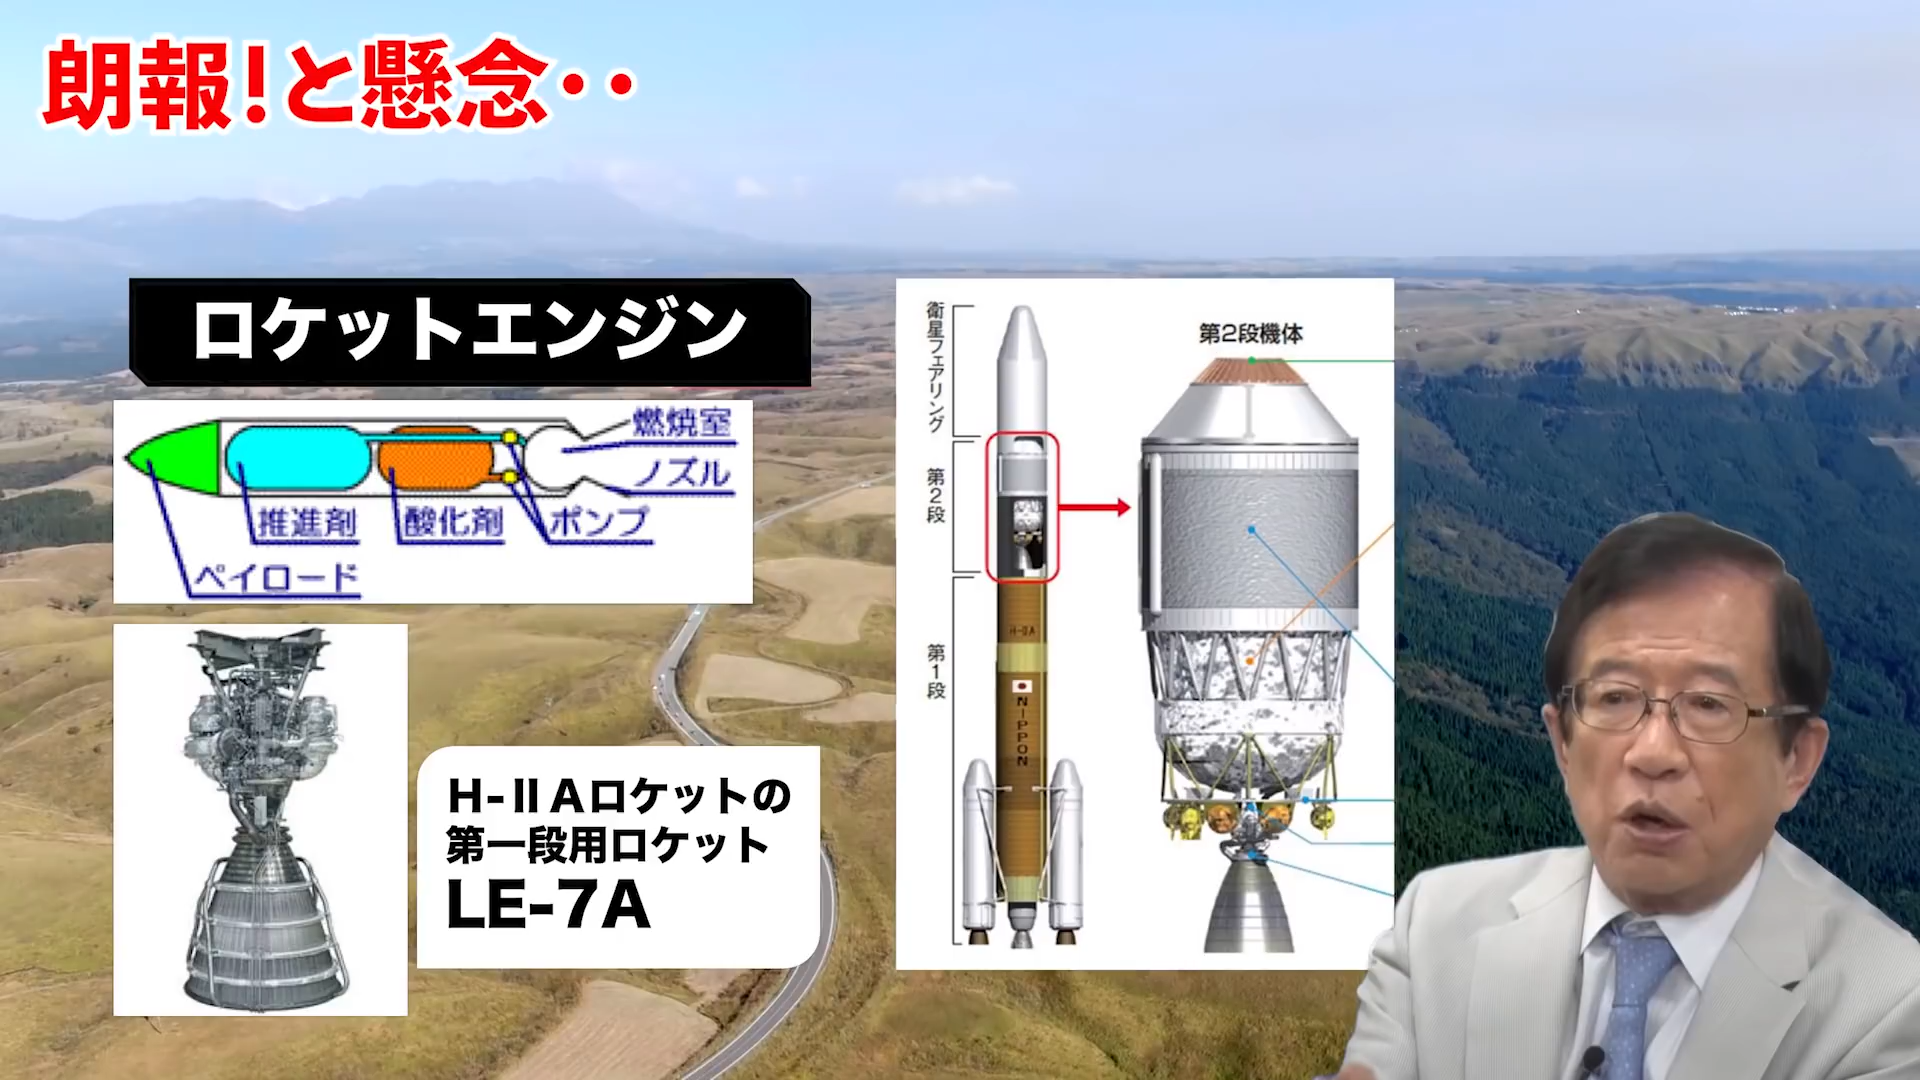 朗報!と懸念‥
ロケットエンジン
燃焼室
ノズル
推進剤
酸化剤
ポンプ
ペイロード
H-ⅡAロケットの
第一段用ロケット
LE-7A
衛星フェアリング
第2段
第1段
第2段機体
H-ⅡA
NIPPON